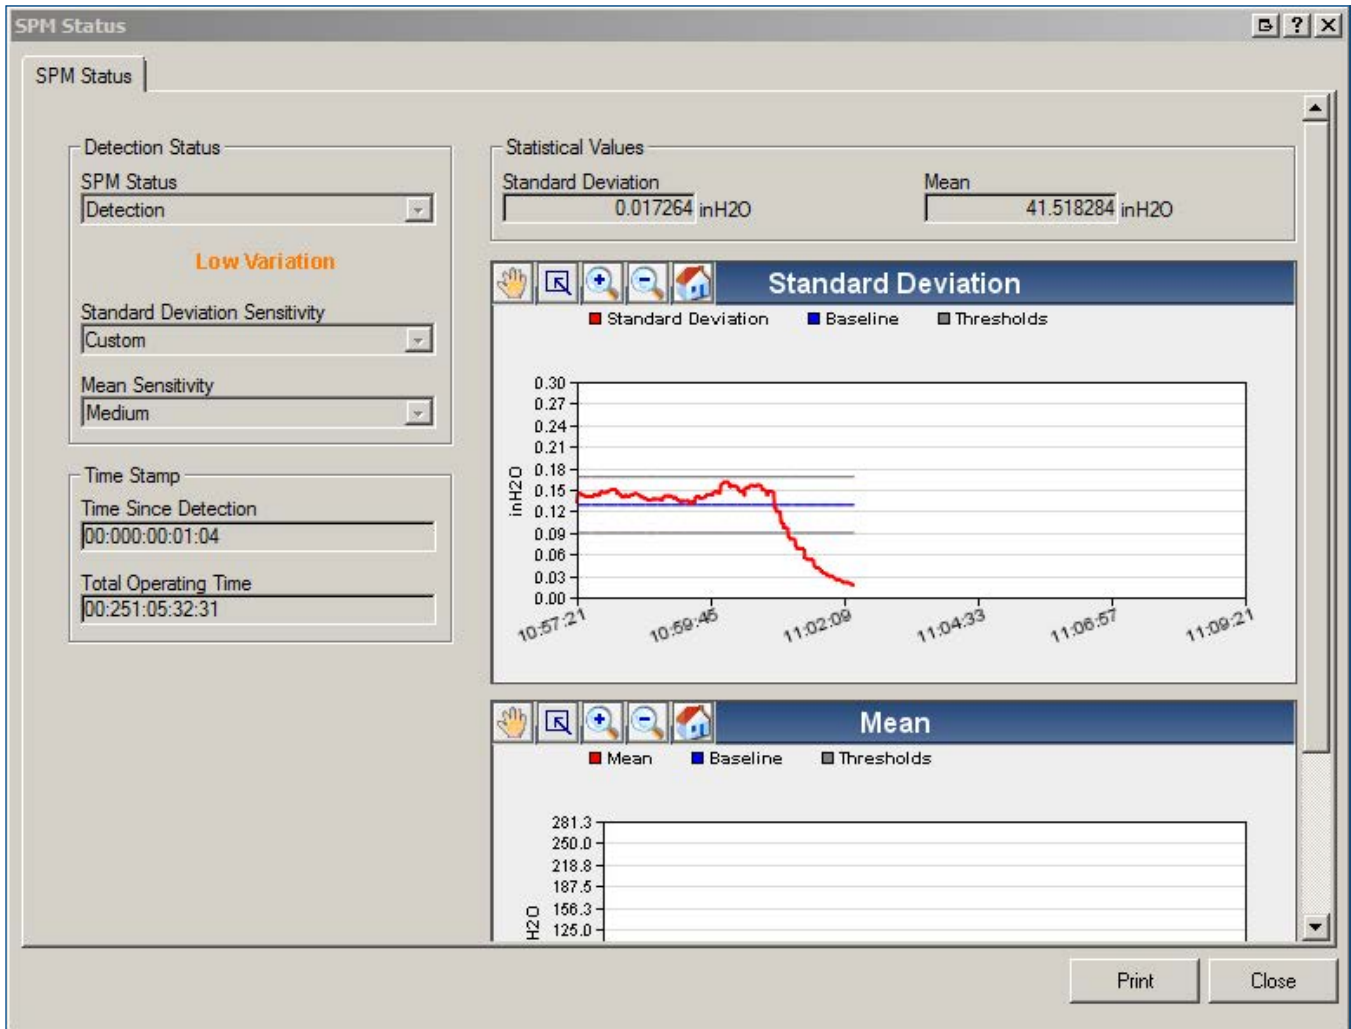 SPM Status
SPM Status
Detection Status
SPM Status
Detection
Low Variation
Standard Deviation Sensitivity
Custom
Mean Sensitivity
Medium
Time Stamp
Time Since Detection
00:000:00:01:04
Total Operating Time
00:251:05:32:31
Statistical Values
Standard Deviation
0.017264 inH2O
Mean
41.518284 inH2O
Standard Deviation
Standard Deviation Baseline Thresholds
0.30
0.27
0.24
0.21
0.18
0.15
0.12
0.09
0.06
0.03
0.00
inH2O
10:57:21 10:59:45 11:02:09 11:04:33 11:06:57 11:09:21
Mean
Mean Baseline Thresholds
281.3
250.0
218.8
187.5
156.3
125.0
H2O
Print Close